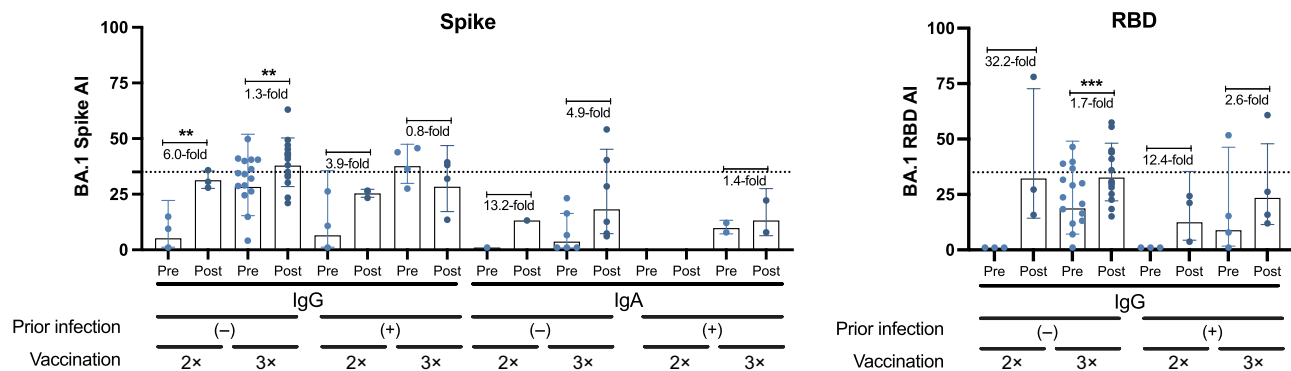 Spike
BA.1 Spike AI
100
75
50
25
0
**
6.0-fold
**
1.3-fold
3.9-fold
0.8-fold
13.2-fold
4.9-fold
1.4-fold
Pre Post Pre Post Pre Post Pre Post Pre Post Pre Post Pre Post Pre Post
IgG IgA
Prior infection (–) (+) (–) (+)
Vaccination 2× 3× 2× 3× 2× 3× 2× 3×
RBD
BA.1 RBD AI
100
75
50
25
0
32.2-fold
***
1.7-fold
12.4-fold
2.6-fold
Pre Post Pre Post Pre Post Pre Post
IgG
Prior infection (–) (+)
Vaccination 2× 3× 2× 3×